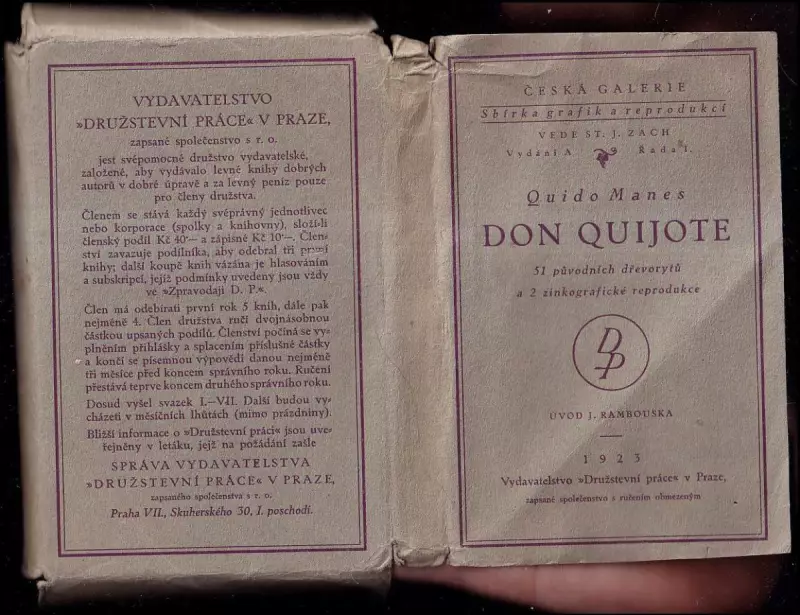 VYDAVATELSTVO
»DRUŽSTEVNÍ PRÁCE« V PRAZE,
zapsané společenstvo s r. o.
jest svépomocné družstvo vydavatelské,
založené, aby vydávalo levné knihy dobrých
autorů v dobré úpravě a za levný peníz pouze
pro členy družstva.
Členem se stává každý svéprávný jednotlivec
nebo korporace (spolky a knihovny), složí-li
členský podíl Kč 40·— a zápisné Kč 10·—. Člen-
ství zavazuje podílníka, aby odebral tři první
knihy; další koupě knih vázána je hlasováním
a subskripcí, jejíž podmínky uvedeny jsou vždy
ve »Zpravodaji D. P.«.
Člen má odebírati první rok 5 knih, dále pak
nejméně 4. Člen družstva ručí dvojnásobnou
částkou upsaných podílů. Členství počíná se vy-
plněním přihlášky a splacením příslušné částky
a končí se písemnou výpovědí danou nejméně
tři měsíce před koncem správního roku. Ručení
přestává teprve koncem druhého správního roku.
Dosud vyšel svazek I.—VII. Další budou vy-
cházeti v měsíčních lhůtách (mimo prázdniny).
Bližší informace o »Družstevní práci« jsou uve-
řejněny v letáku, jejž na požádání zašle
SPRÁVA VYDAVATELSTVA
»DRUŽSTEVNÍ PRÁCE« V PRAZE,
zapsaného společenstva s r. o.
Praha VII., Skuherského 30, I. poschodí.
ČESKÁ GALERIE
Sbírka grafik a reprodukcí
VEDE ST. J. ZACH
Vydání A Řada I.
Quido Manes
DON QUIJOTE
51 původních dřevorytů
a 2 zinkografické reprodukce
DP
ÚVOD J. RAMBOUSKA
1923
Vydavatelstvo »Družstevní práce« v Praze,
zapsané společenstvo s ručením obmezeným